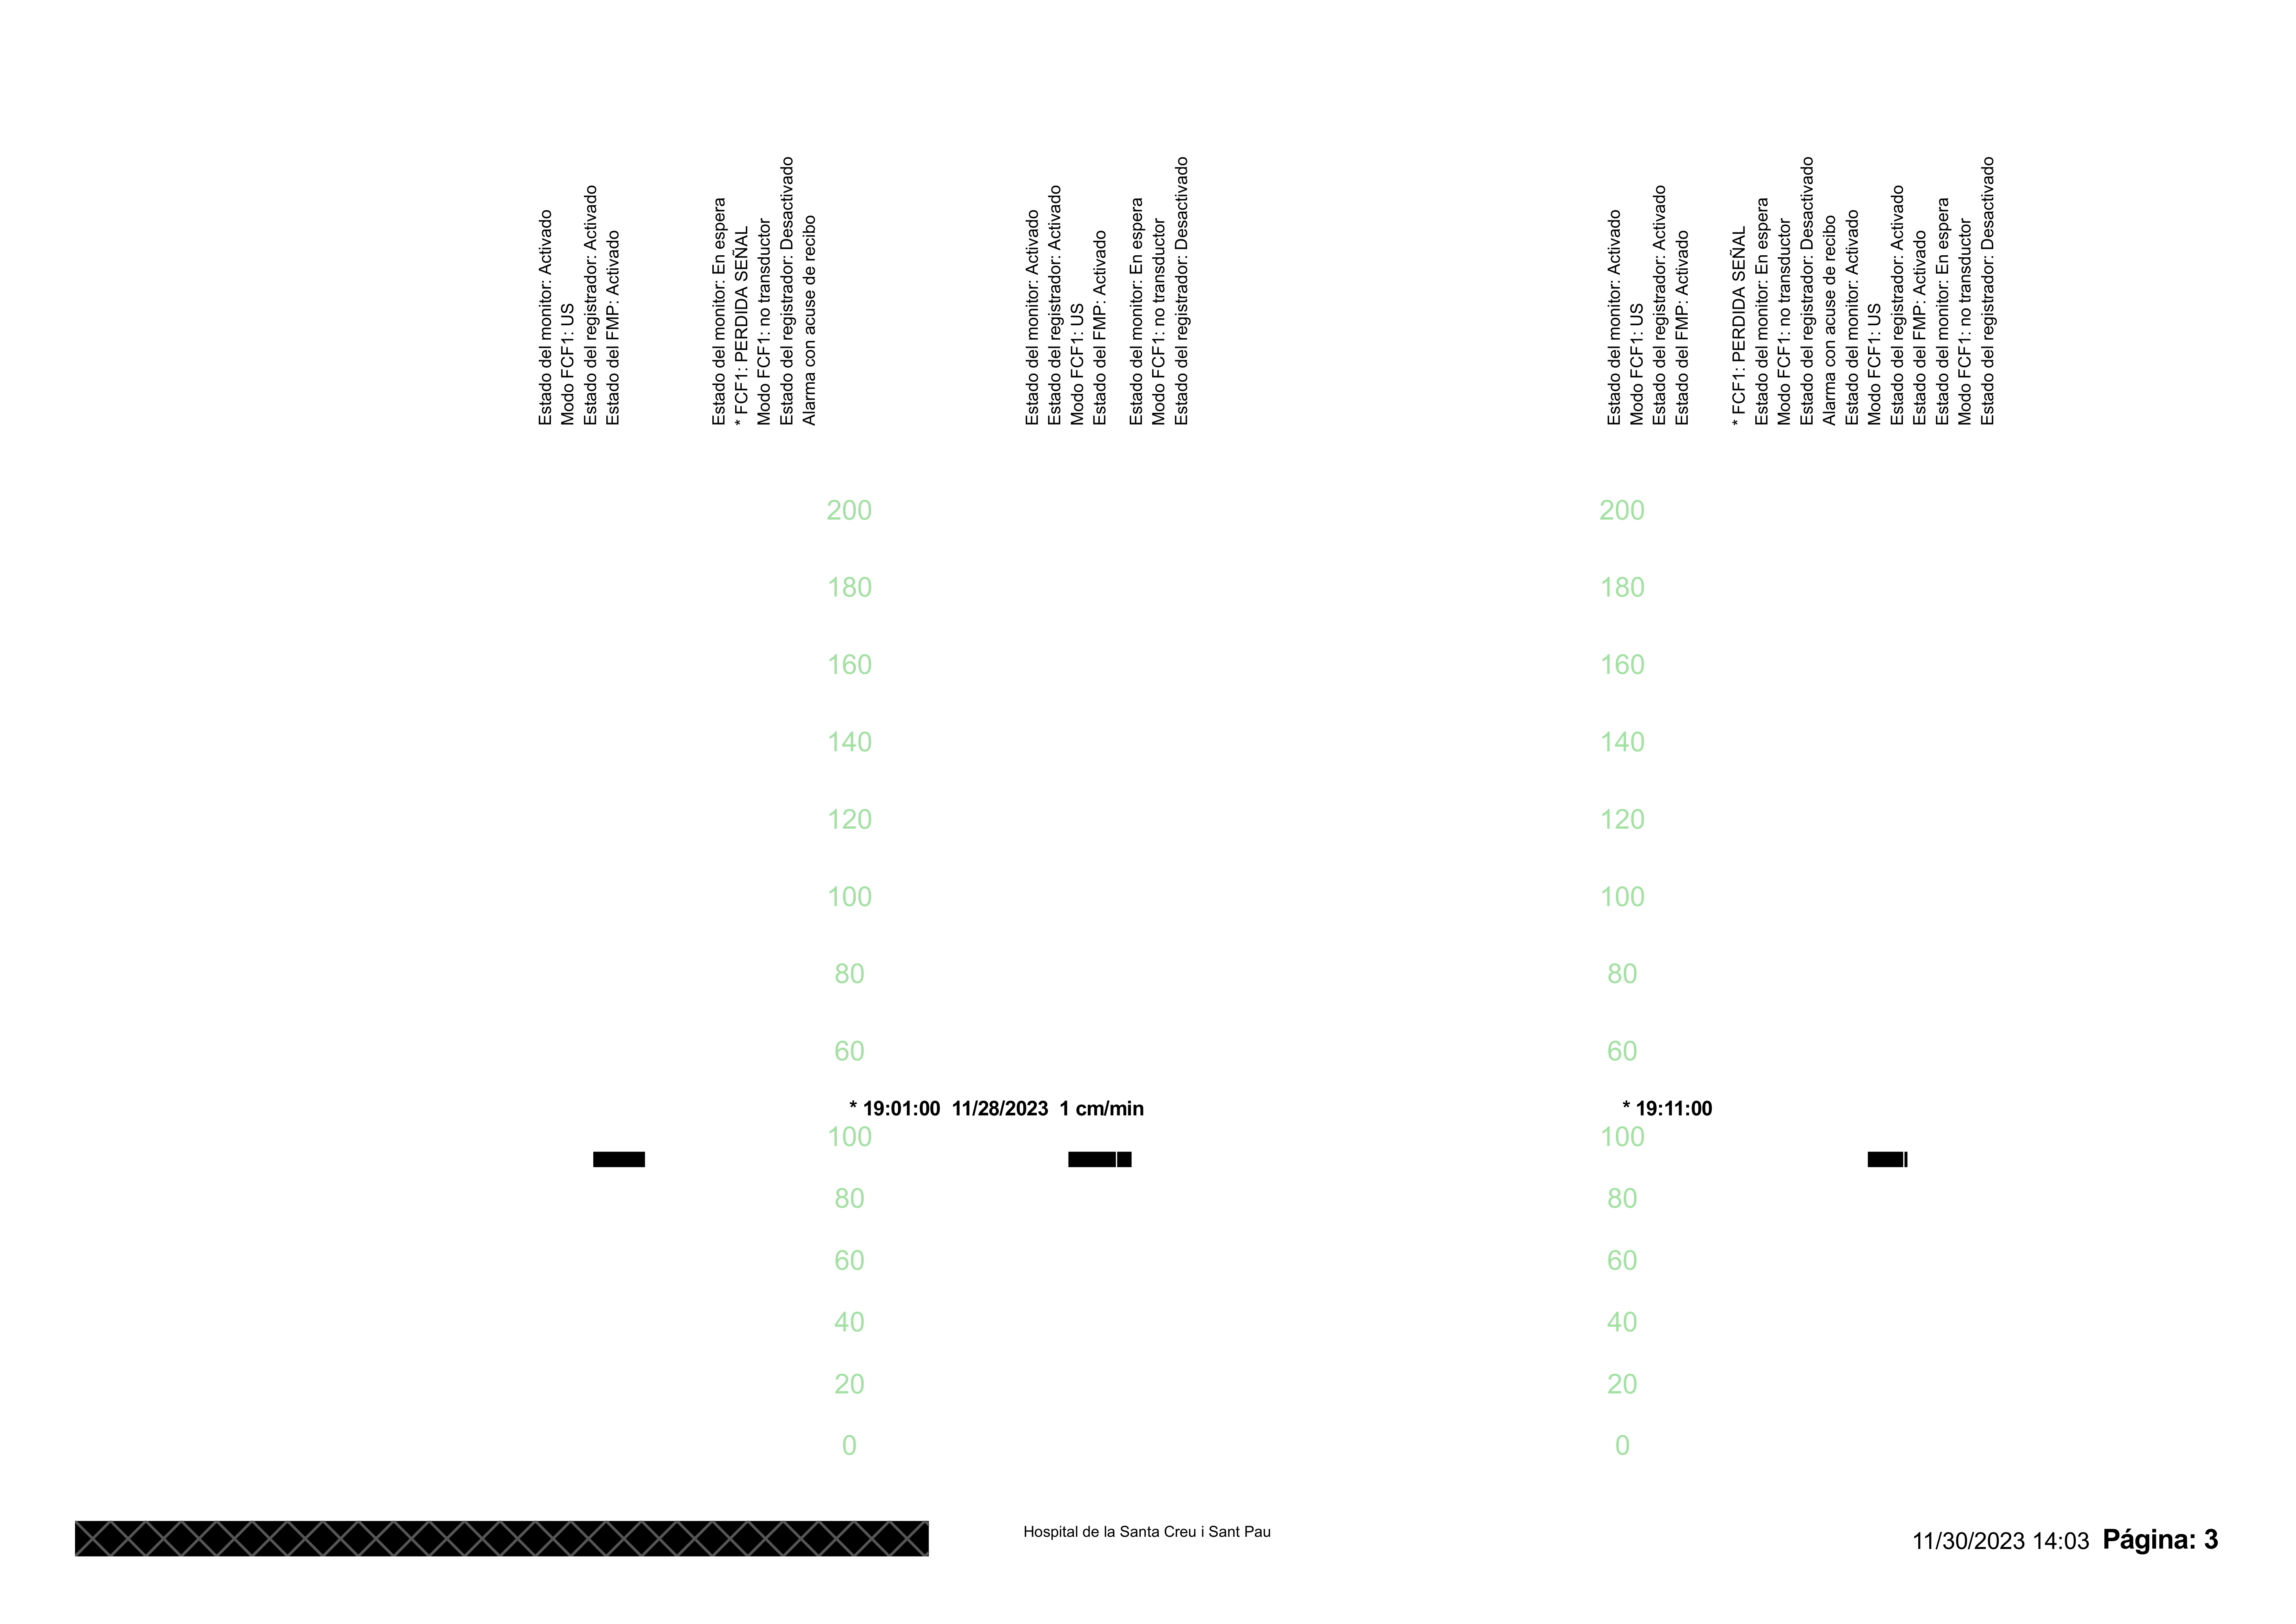 Estado del monitor: Activado
Modo FCF1: US
Estado del registrador: Activado
Estado del FMP: Activado
Estado del monitor: En espera
* FCF1: PERDIDA SEÑAL
Modo FCF1: no transductor
Estado del registrador: Desactivado
Alarma con acuse de recibo
Estado del monitor: Activado
Estado del registrador: Activado
Modo FCF1: US
Estado del FMP: Activado
Estado del monitor: En espera
Modo FCF1: no transductor
Estado del registrador: Desactivado
Estado del monitor: Activado
Modo FCF1: US
Estado del registrador: Activado
Estado del FMP: Activado
* FCF1: PERDIDA SEÑAL
Estado del monitor: En espera
Modo FCF1: no transductor
Estado del registrador: Desactivado
Alarma con acuse de recibo
Estado del monitor: Activado
Modo FCF1: US
Estado del registrador: Activado
Estado del FMP: Activado
Estado del monitor: En espera
Modo FCF1: no transductor
Estado del registrador: Desactivado
200 200
180 180
160 160
140 140
120 120
100 100
80 80
60 60
* 19:01:00 11/28/2023 1 cm/min * 19:11:00
100 100
80 80
60 60
40 40
20 20
0 0
Hospital de la Santa Creu i Sant Pau
11/30/2023 14:03 Página: 3